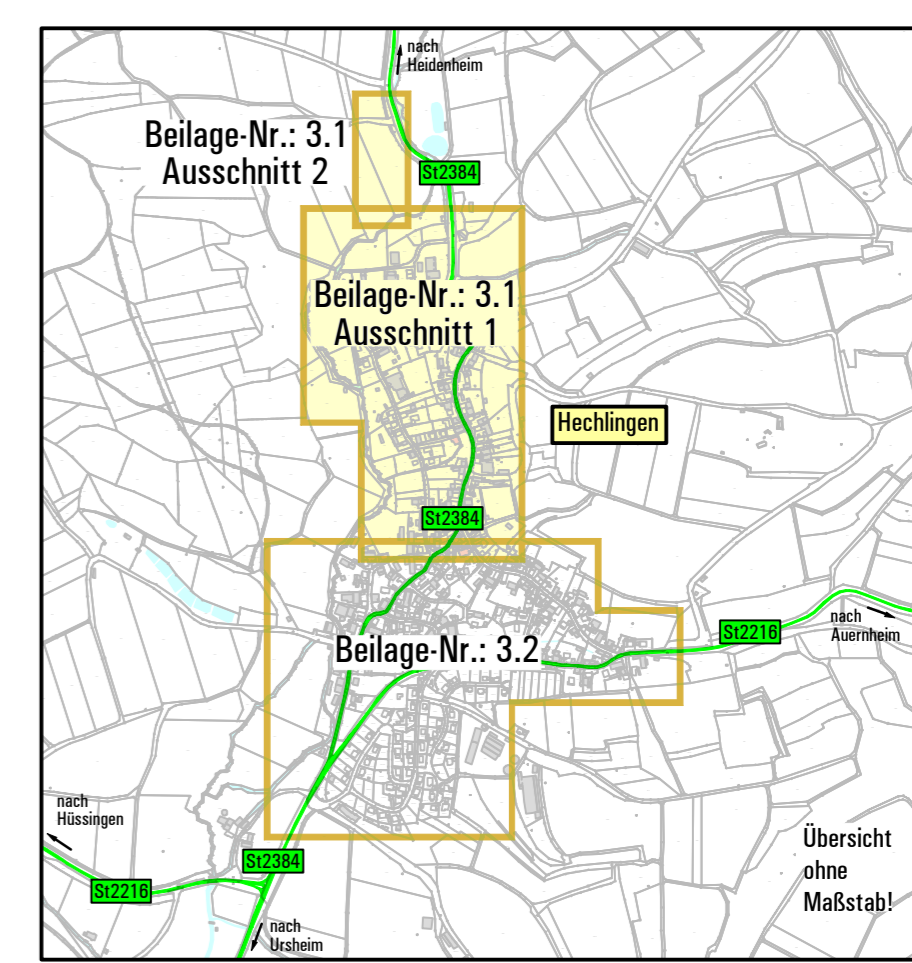 nach
Heidenheim
Beilage-Nr.: 3.1
Ausschnitt 2
St2384
Beilage-Nr.: 3.1
Ausschnitt 1
Hechlingen
St2384
nach
Auernheim
St2216
Beilage-Nr.: 3.2
nach
Hüssingen
St2384
St2216
nach
Ursheim
Übersicht
ohne
Maßstab!